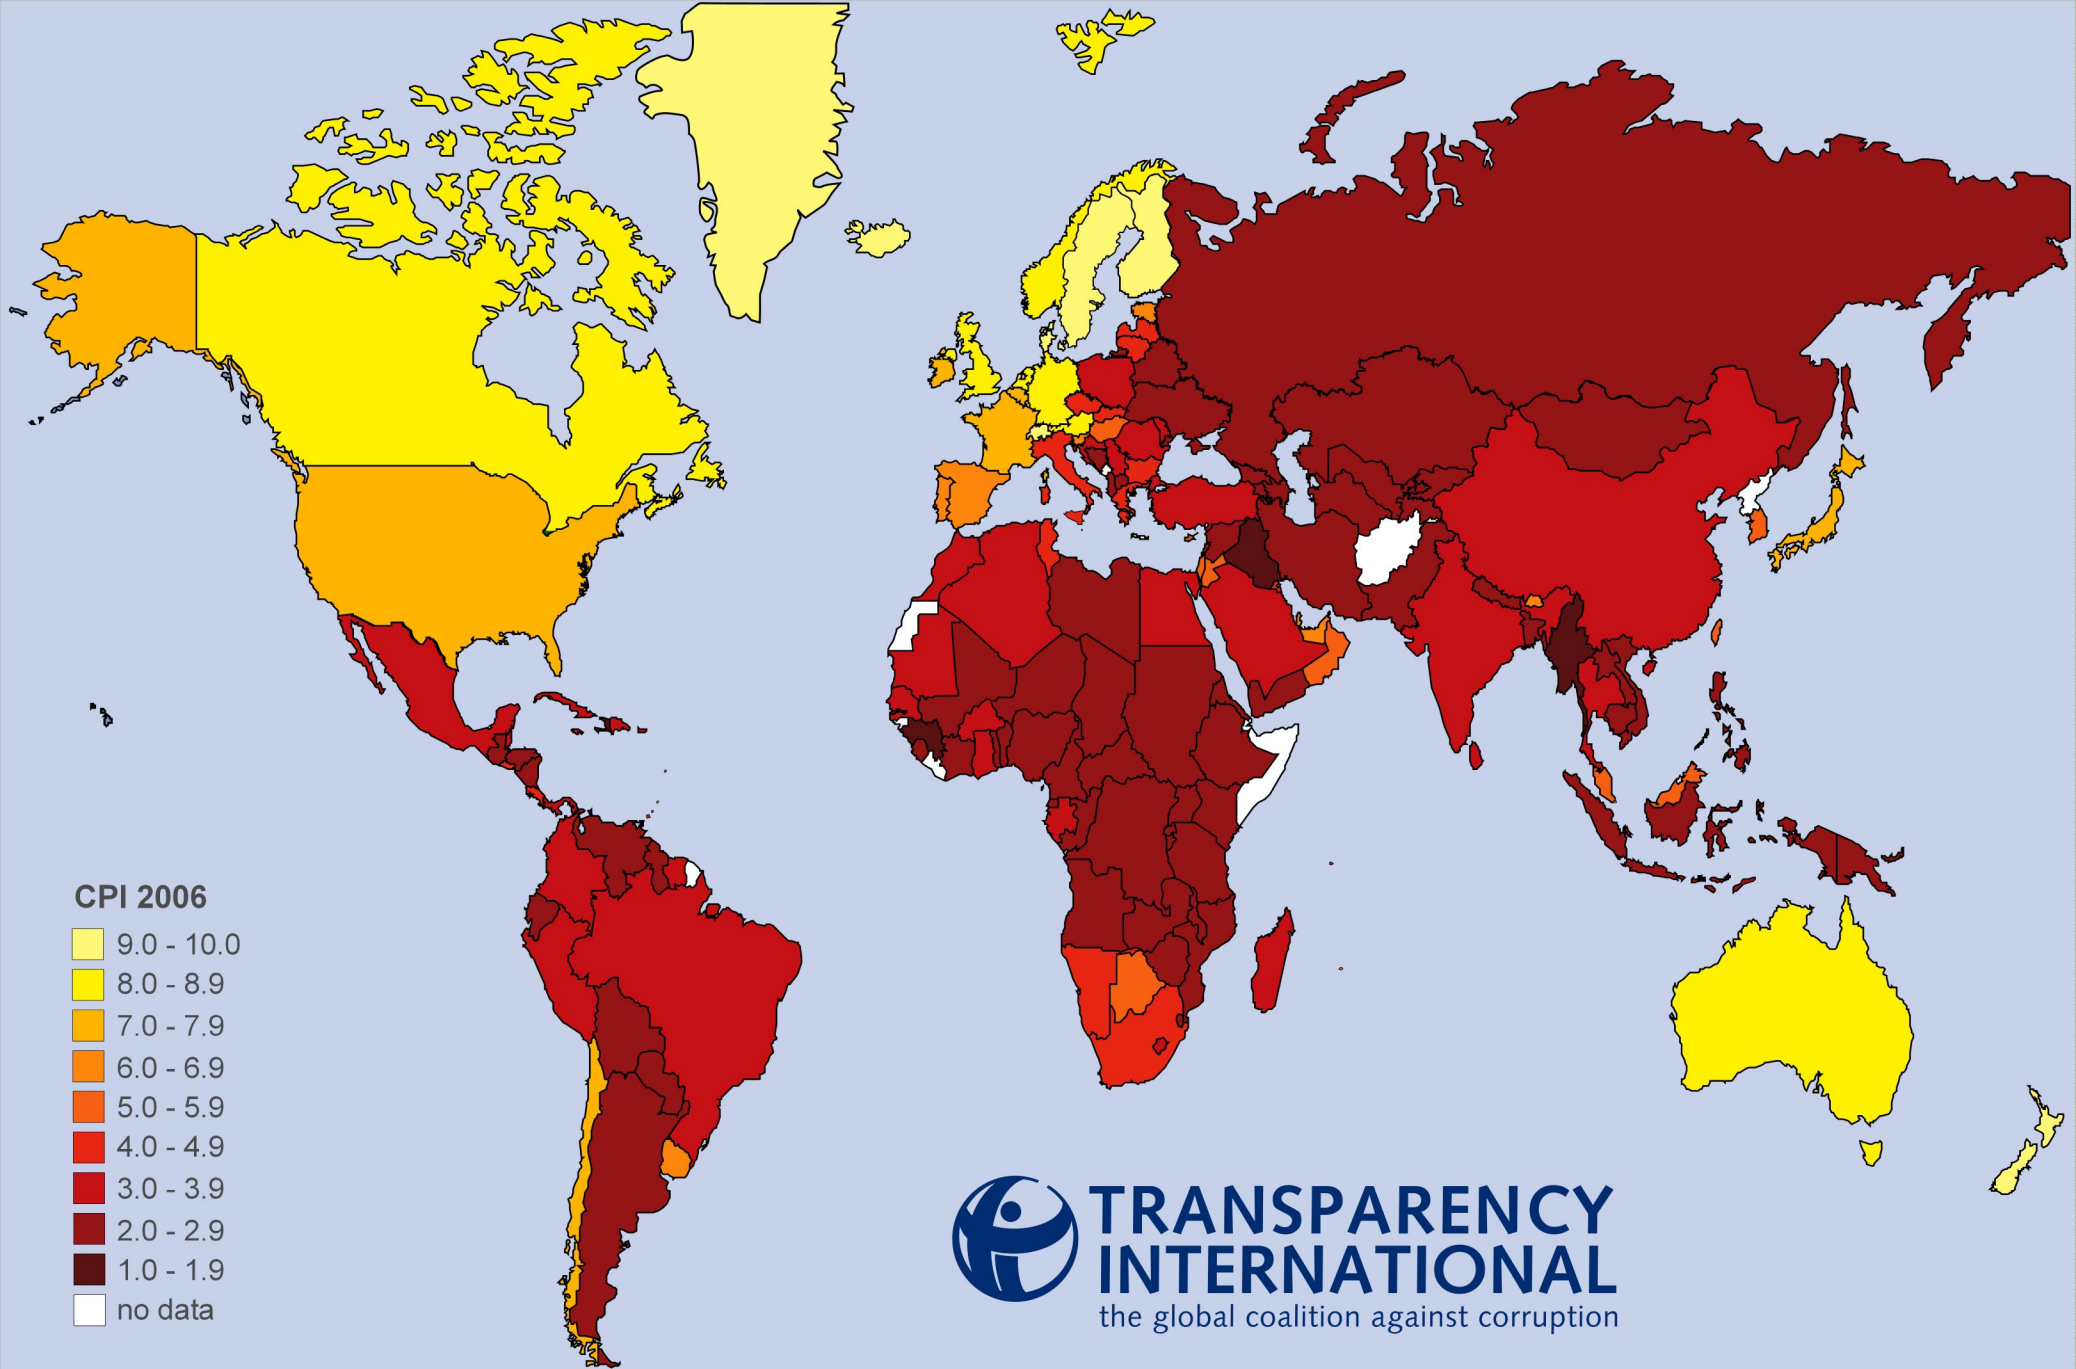 CPI 2006
9.0 - 10.0
8.0 - 8.9
7.0 - 7.9
6.0 - 6.9
5.0 - 5.9
4.0 - 4.9
3.0 - 3.9
2.0 - 2.9
1.0 - 1.9
no data
TRANSPARENCY
INTERNATIONAL
the global coalition against corruption